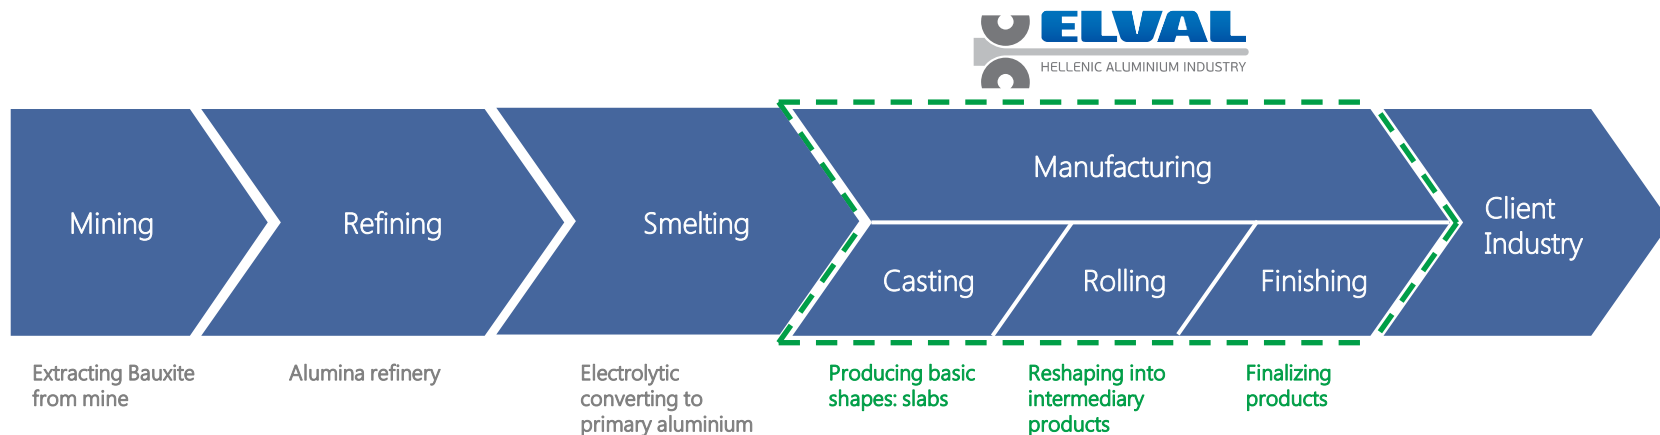 ELVAL
HELLENIC ALUMINIUM INDUSTRY
Mining
Refining
Smelting
Manufacturing
Casting
Rolling
Finishing
Client
Industry
Extracting Bauxite
from mine
Alumina refinery
Electrolytic
converting to
primary aluminium
Producing basic
shapes: slabs
Reshaping into
intermediary
products
Finalizing
products